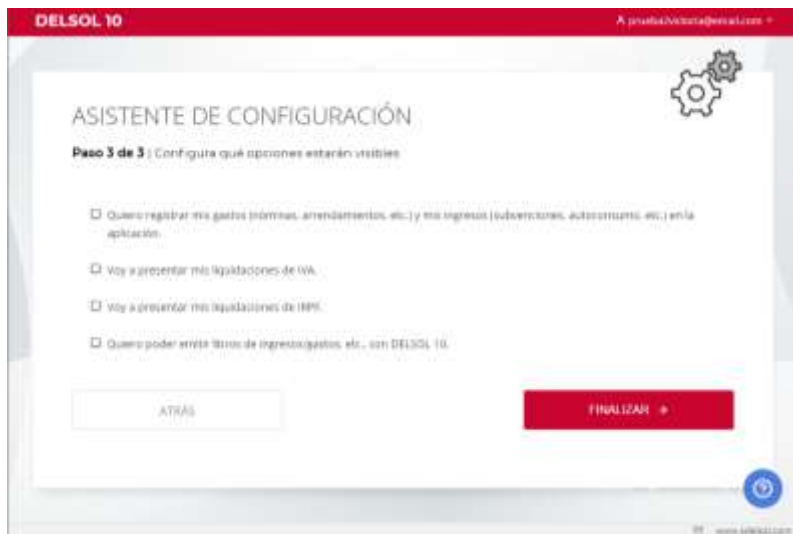 DELSOL 10
ASISTENTE DE CONFIGURACIÓN
Paso 3 de 3 | Configura qué opciones estarán visibles
Quiero registrar mis gastos (nóminas, arrendamientos, etc.) y mis ingresos (subvenciones, autoconsumo, etc.) en la
aplicación.
Voy a presentar mis liquidaciones de IVA.
Voy a presentar mis liquidaciones de IRPF.
Quiero poder emitir libros de ingresos/gastos, etc., con DELSOL 10.
ATRÁS
FINALIZAR